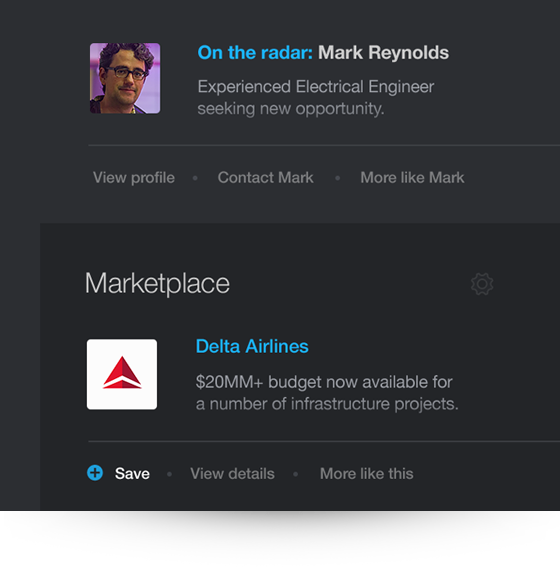 On the radar: Mark Reynolds
Experienced Electrical Engineer
seeking new opportunity.
View profile • Contact Mark • More like Mark
Marketplace
Delta Airlines
$20MM+ budget now available for
a number of infrastructure projects.
Save • View details • More like this